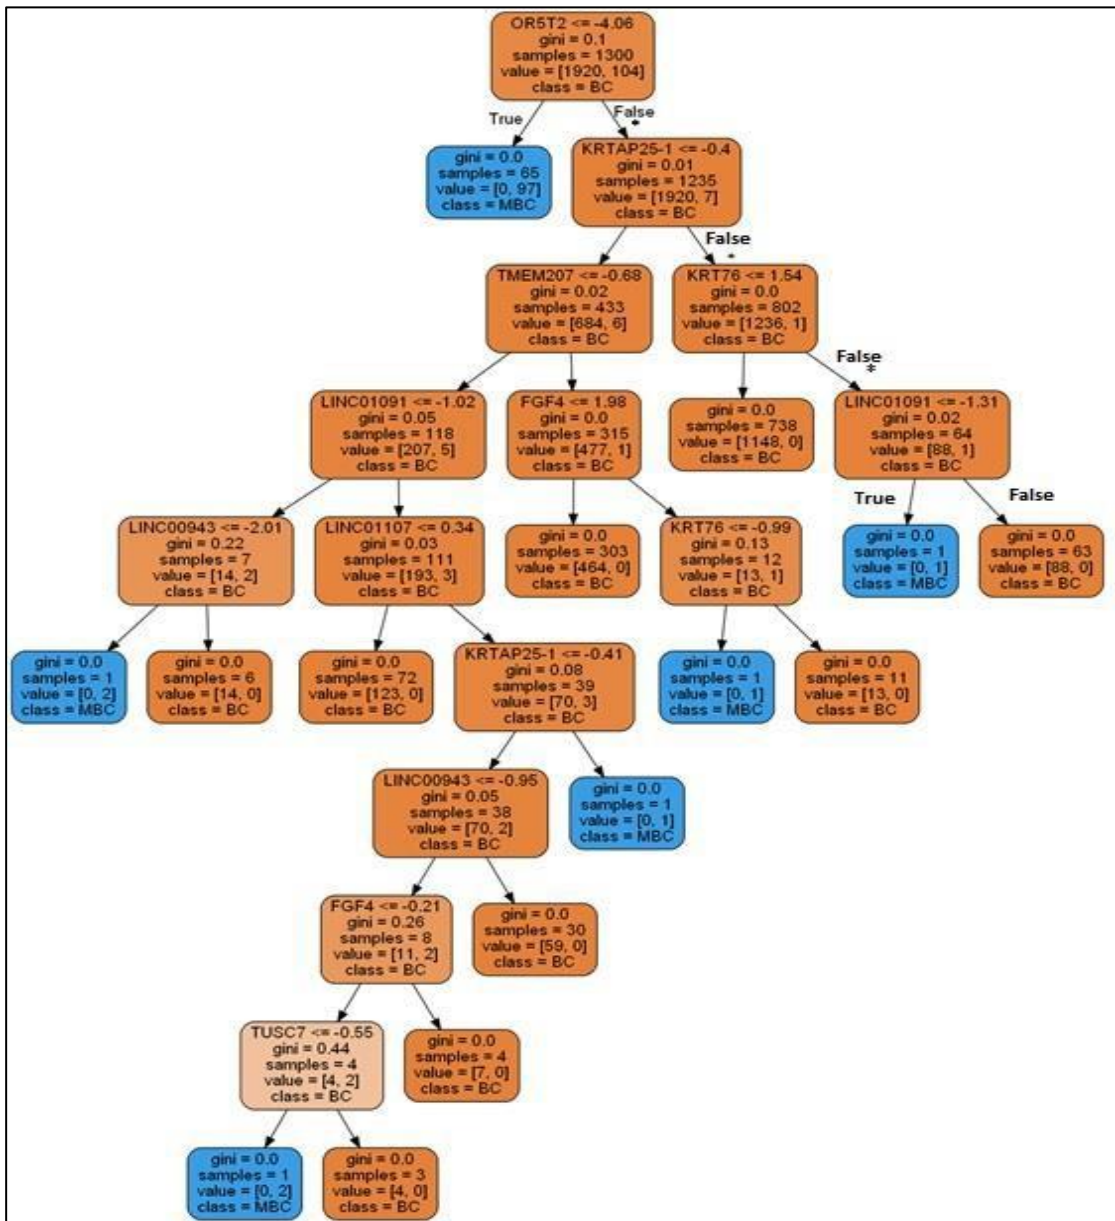 OR5T2 <= -4.06
gini = 0.1
samples = 1300
value = [1920, 104]
class = BC
True
False
*
gini = 0.0
samples = 65
value = [0, 97]
class = MBC
KRTAP25-1 <= -0.4
gini = 0.01
samples = 1235
value = [1920, 7]
class = BC
False
*
TMEM207 <= -0.68
gini = 0.02
samples = 433
value = [684, 6]
class = BC
KRT76 <= 1.54
gini = 0.0
samples = 802
value = [1236, 1]
class = BC
False
*
LINC01091 <= -1.02
gini = 0.05
samples = 118
value = [207, 5]
class = BC
FGF4 <= 1.98
gini = 0.0
samples = 315
value = [477, 1]
class = BC
gini = 0.0
samples = 738
value = [1148, 0]
class = BC
LINC01091 <= -1.31
gini = 0.02
samples = 64
value = [88, 1]
class = BC
True
False
LINC00943 <= -2.01
gini = 0.22
samples = 7
value = [14, 2]
class = BC
LINC01107 <= 0.34
gini = 0.03
samples = 111
value = [193, 3]
class = BC
gini = 0.0
samples = 303
value = [464, 0]
class = BC
KRT76 <= -0.99
gini = 0.13
samples = 12
value = [13, 1]
class = BC
gini = 0.0
samples = 1
value = [0, 1]
class = MBC
gini = 0.0
samples = 63
value = [88, 0]
class = BC
gini = 0.0
samples = 1
value = [0, 2]
class = MBC
gini = 0.0
samples = 6
value = [14, 0]
class = BC
gini = 0.0
samples = 72
value = [123, 0]
class = BC
KRTAP25-1 <= -0.41
gini = 0.08
samples = 39
value = [70, 3]
class = BC
gini = 0.0
samples = 1
value = [0, 1]
class = MBC
gini = 0.0
samples = 11
value = [13, 0]
class = BC
LINC00943 <= -0.95
gini = 0.05
samples = 38
value = [70, 2]
class = BC
gini = 0.0
samples = 1
value = [0, 1]
class = MBC
FGF4 <= -0.21
gini = 0.26
samples = 8
value = [11, 2]
class = BC
gini = 0.0
samples = 30
value = [59, 0]
class = BC
TUSC7 <= -0.55
gini = 0.44
samples = 4
value = [4, 2]
class = BC
gini = 0.0
samples = 4
value = [7, 0]
class = BC
gini = 0.0
samples = 1
value = [0, 2]
class = MBC
gini = 0.0
samples = 3
value = [4, 0]
class = BC